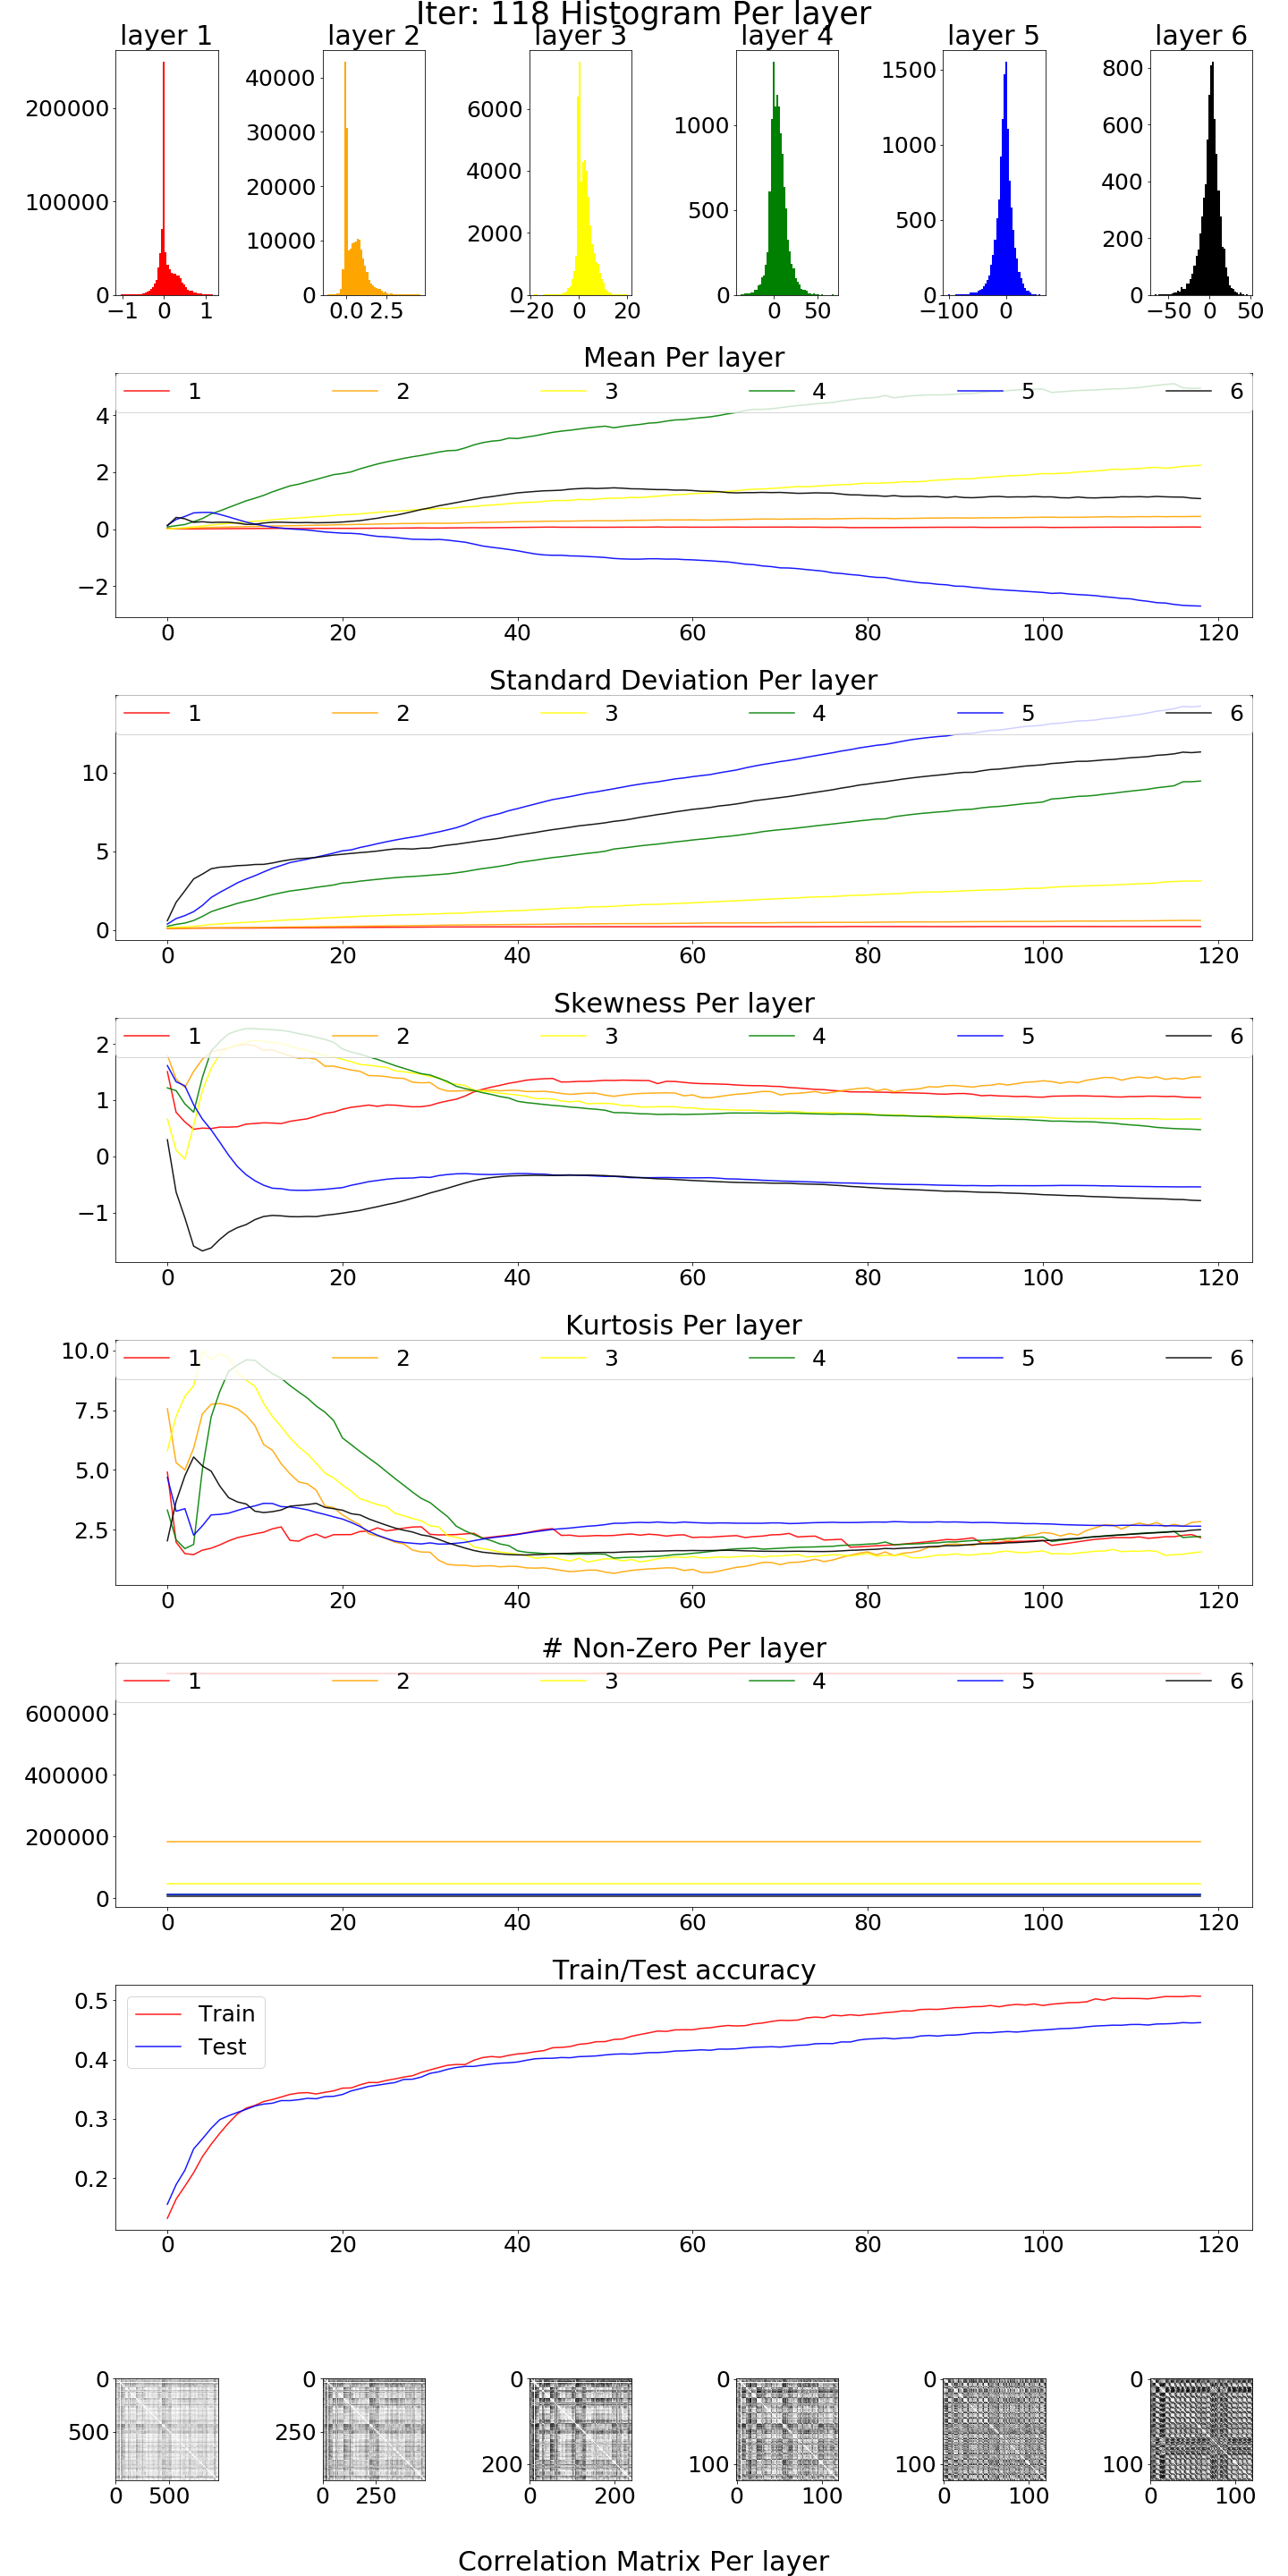 Iter: 118 Histogram Per layer
layer 1 layer 2 layer 3 layer 4 layer 5 layer 6
200000 100000 0
−1 0 1
40000 30000 20000 10000 0
0.0 2.5
6000 4000 2000 0
−20 0 20
1000 500 0
0 50
1500 1000 500 0
−100 0
800 600 400 200 0
−50 0 50
Mean Per layer
1 2 3 4 5 6
4
2
0
−2
0 20 40 60 80 100 120
Standard Deviation Per layer
1 2 3 4 5 6
10
5
0
0 20 40 60 80 100 120
Skewness Per layer
1 2 3 4 5 6
2
1
0
−1
0 20 40 60 80 100 120
Kurtosis Per layer
1 2 3 4 5 6
10.0
7.5
5.0
2.5
0 20 40 60 80 100 120
# Non-Zero Per layer
1 2 3 4 5 6
600000
400000
200000
0
0 20 40 60 80 100 120
Train/Test accuracy
Train
Test
0.5
0.4
0.3
0.2
0 20 40 60 80 100 120
0 500
0 500
0 250
0 250
0 200
0 200
0 100
0 100
0 100
0 100
0 100
0 100
Correlation Matrix Per layer